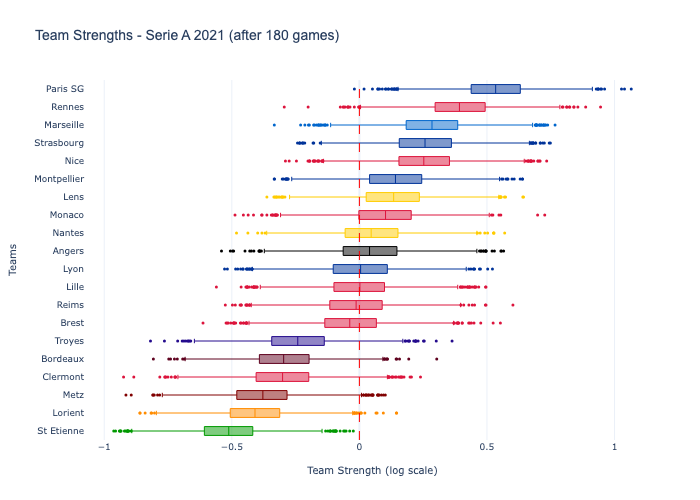 Team Strengths - Serie A 2021 (after 180 games)
Paris SG
Rennes
Marseille
Strasbourg
Nice
Montpellier
Lens
Monaco
Nantes
Angers
Lyon
Lille
Reims
Brest
Troyes
Bordeaux
Clermont
Metz
Lorient
St Etienne
Teams
−1
−0.5
0
0.5
1
Team Strength (log scale)